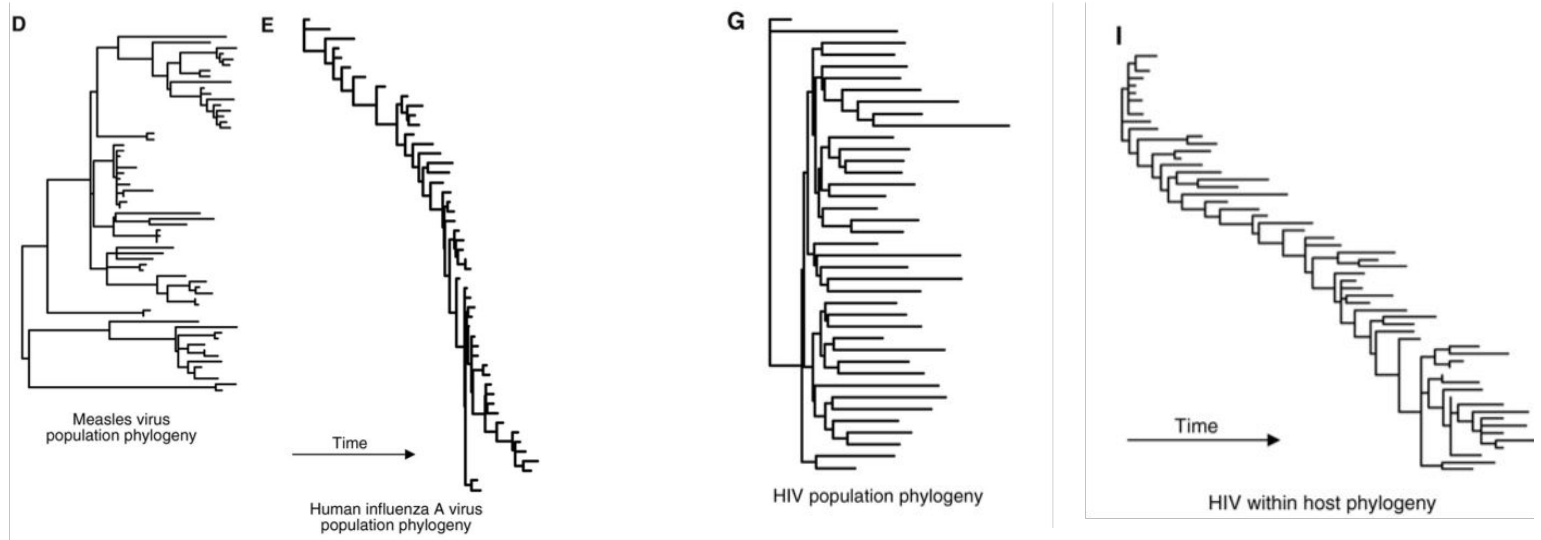 D
E
G
I
Measles virus
population phylogeny
Time
Human influenza A virus
population phylogeny
HIV population phylogeny
Time
HIV within host phylogeny